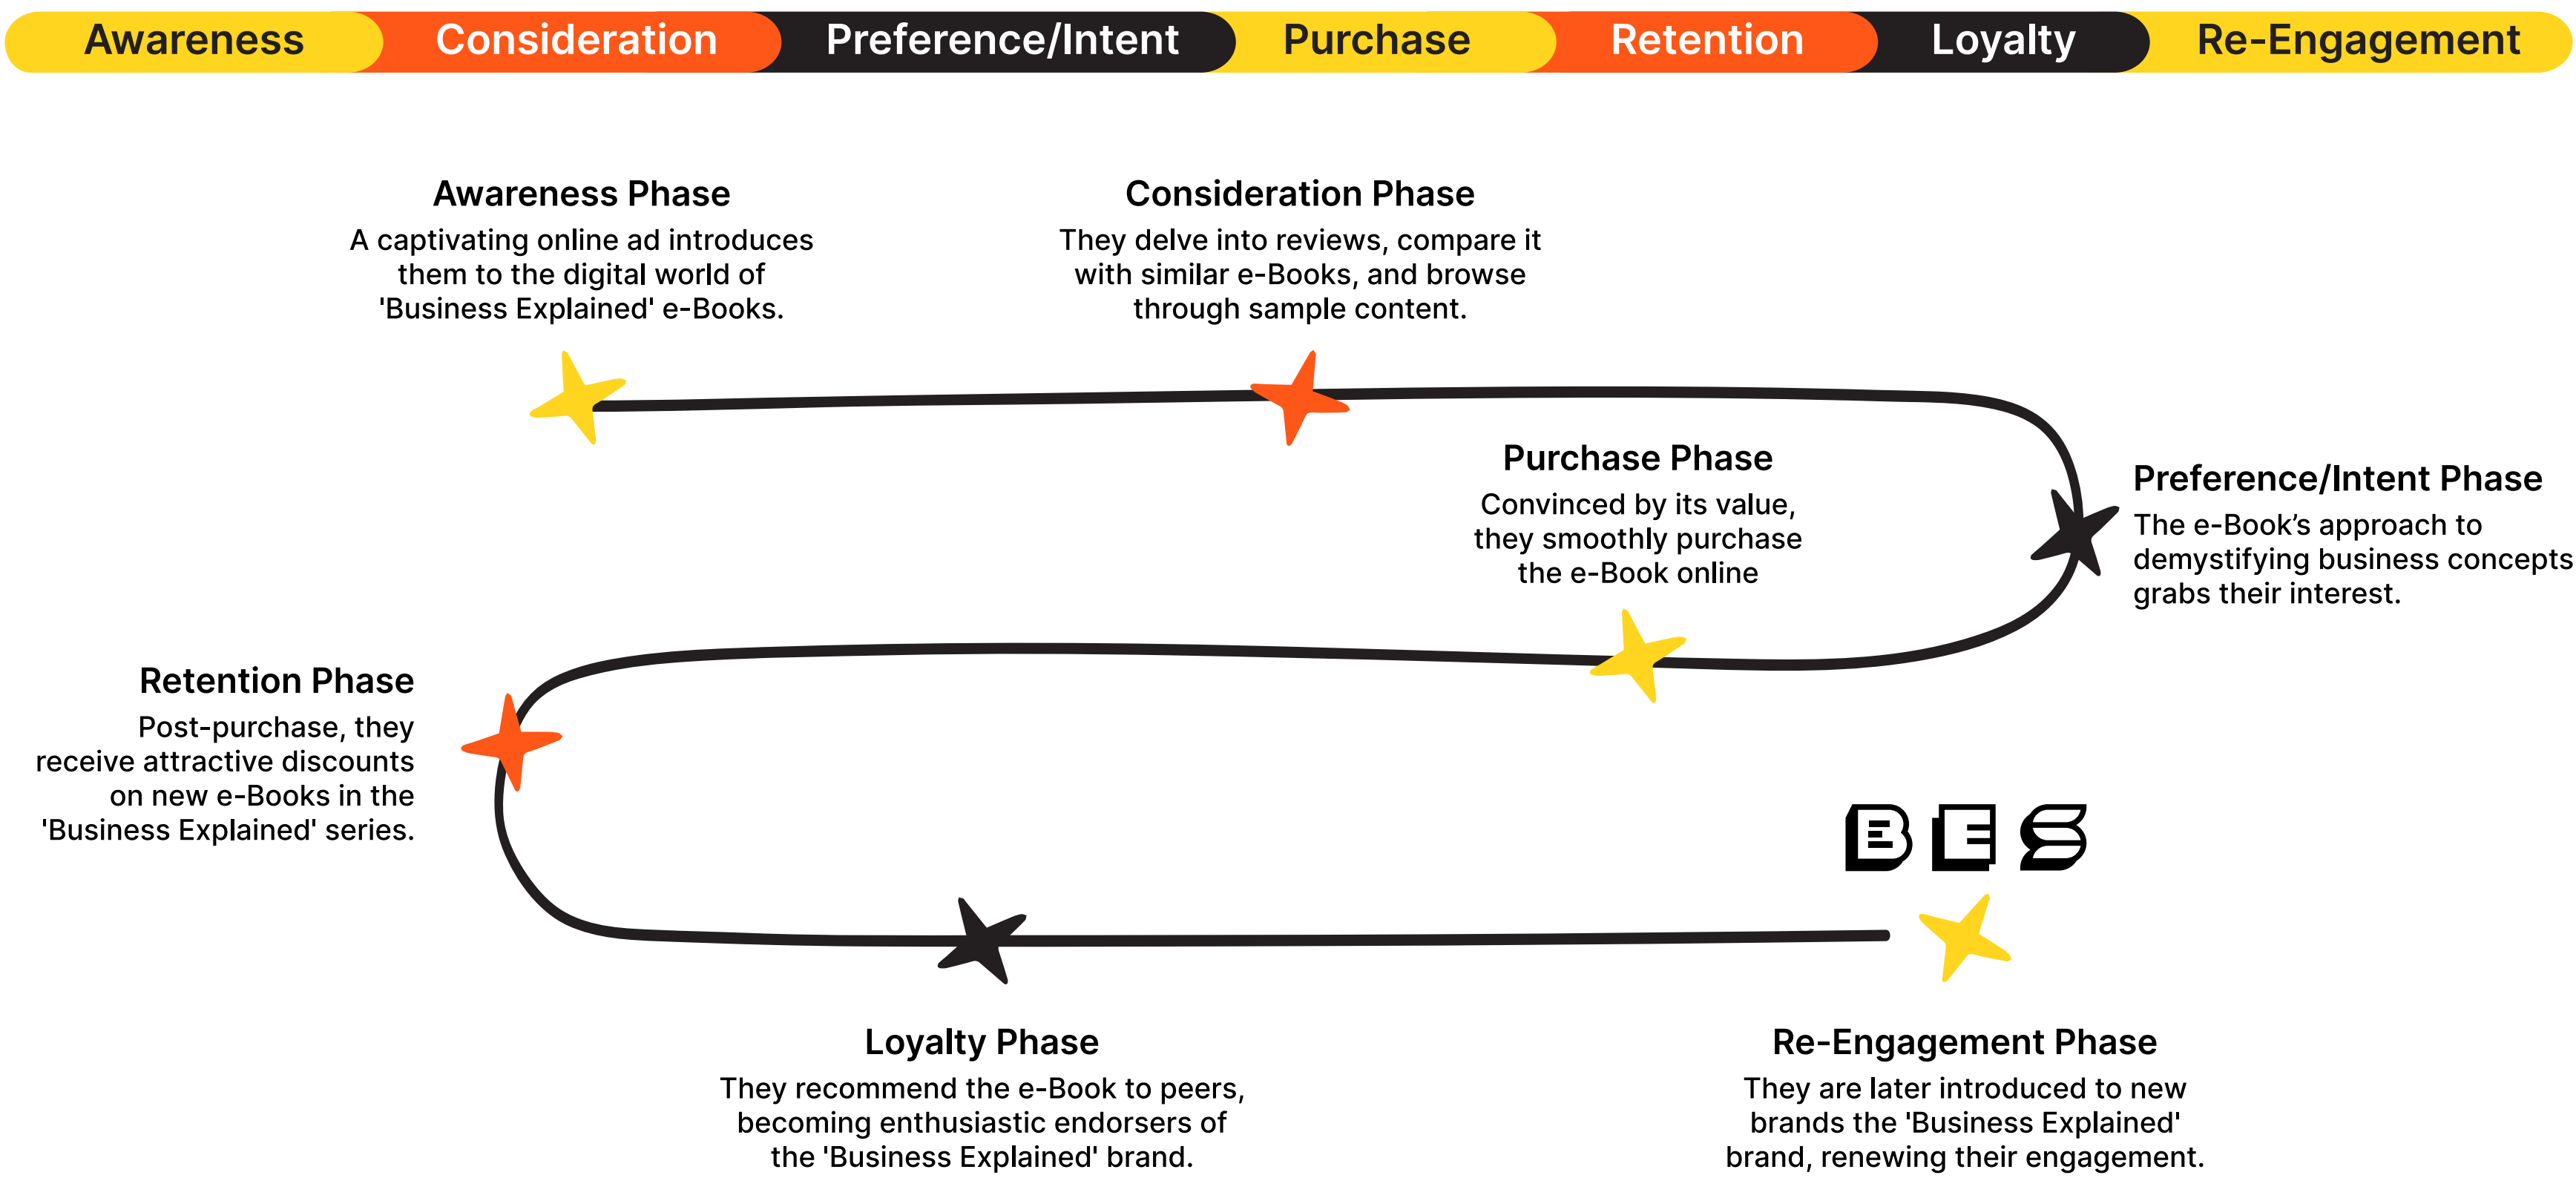 Awareness Consideration Preference/Intent Purchase Retention Loyalty Re-Engagement
Awareness Phase
A captivating online ad introduces
them to the digital world of
'Business Explained' e-Books.
Consideration Phase
They delve into reviews, compare it
with similar e-Books, and browse
through sample content.
Preference/Intent Phase
The e-Book’s approach to
demystifying business concepts
grabs their interest.
Purchase Phase
Convinced by its value,
they smoothly purchase
the e-Book online
Retention Phase
Post-purchase, they
receive attractive discounts
on new e-Books in the
'Business Explained' series.
Loyalty Phase
They recommend the e-Book to peers,
becoming enthusiastic endorsers of
the 'Business Explained' brand.
BES
Re-Engagement Phase
They are later introduced to new
brands the 'Business Explained'
brand, renewing their engagement.